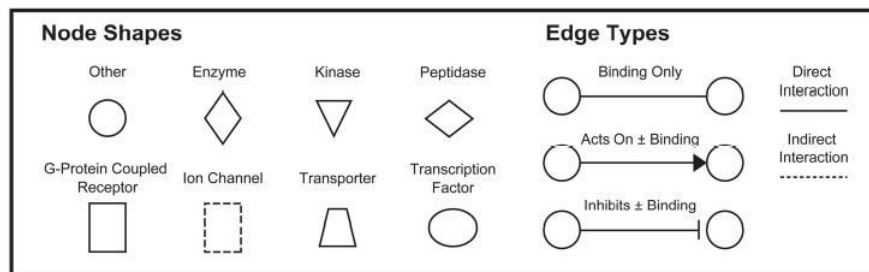 Node Shapes
Edge Types
Other
Enzyme
Kinase
Peptidase
Binding Only
Direct
Interaction
Acts On ± Binding
Indirect
Interaction
G-Protein Coupled
Receptor
Ion Channel
Transporter
Transcription
Factor
Inhibits ± Binding